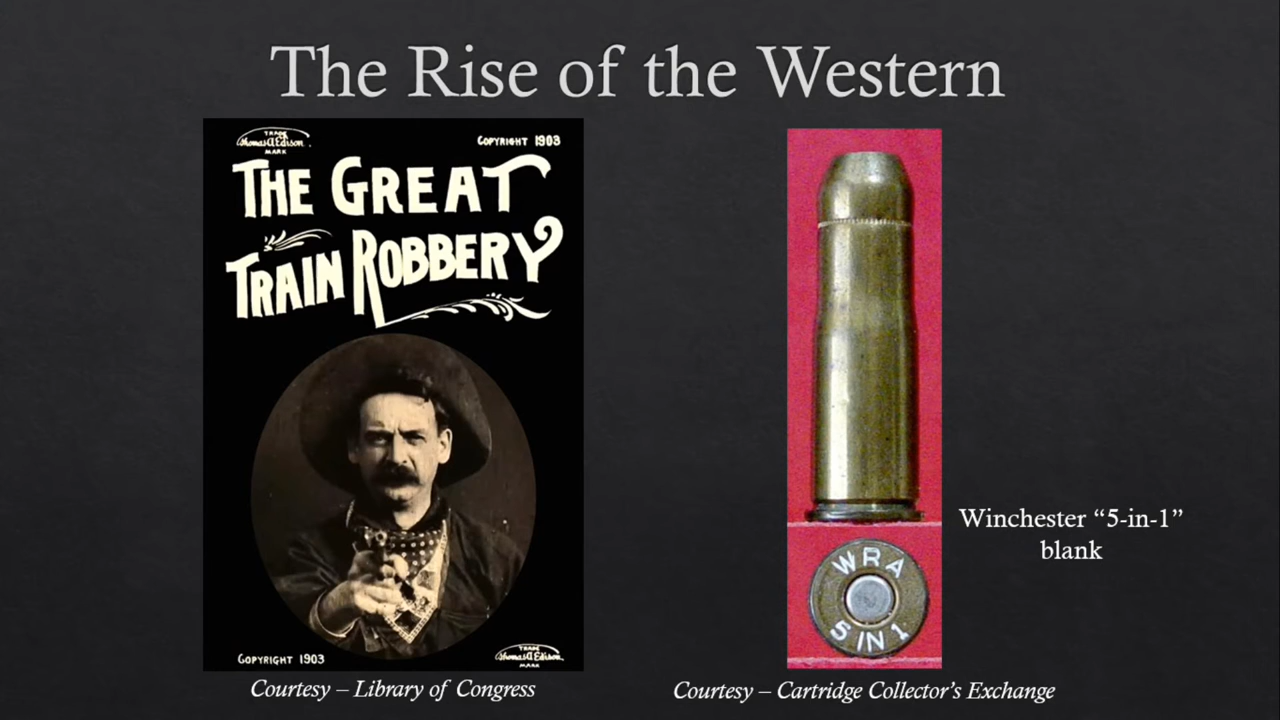 The Rise of the Western
TRADE
Thomas A Edison.
MARK
COPYRIGHT 1903
THE GREAT
TRAIN ROBBERY
COPYRIGHT 1903
TRADE
Thomas A Edison.
MARK
Courtesy – Library of Congress
WRA
5 IN 1
Winchester “5-in-1”
blank
Courtesy – Cartridge Collector’s Exchange